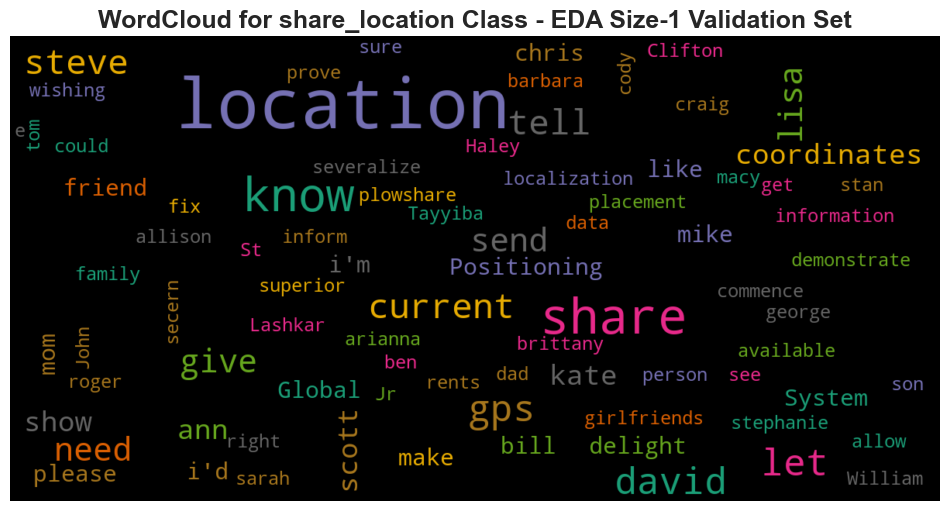 WordCloud for share_location Class - EDA Size-1 Validation Set
sure
steve
chris
Clifton
prove
cody
wishing
location
barbara
lisa
craig
e
tom
could
tell
Haley
coordinates
severalize
like
friend
know
plowshare
localization
macy
get
stan
fix
Tayyiba
placement
information
allison
St
inform
data
send
mike
i'm
Positioning
demonstrate
family
superior
secern
current
commence
share
george
Lashkar
mom
John
arianna
brittany
available
give
ben
roger
Global
Jr
rents
dad
kate
person
see
son
System
show
scott
gps
girlfriends
stephanie
ann
right
need
bill
delight
allow
make
let
please
i'd
sarah
david
William